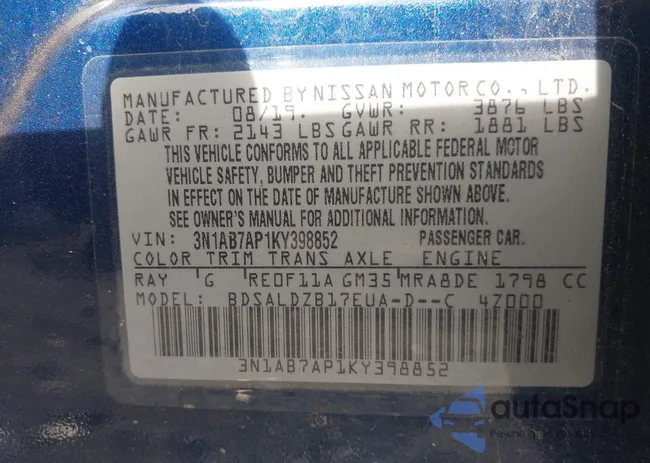 MANUFACTURED BY NISSAN MOTOR CO., LTD.
DATE: 08/19. GVWR: 3876 LBS
GAWR FR: 2143 LBS GAWR RR: 1881 LBS
THIS VEHICLE CONFORMS TO ALL APPLICABLE FEDERAL MOTOR
VEHICLE SAFETY, BUMPER AND THEFT PREVENTION STANDARDS
IN EFFECT ON THE DATE OF MANUFACTURE SHOWN ABOVE.
SEE OWNER'S MANUAL FOR ADDITIONAL INFORMATION.
VIN: 3N1AB7AP1KY398852 PASSENGER CAR.
COLOR TRIM TRANS AXLE ENGINE
RAY G RE0F11A GM35 MRA8DE 1798 CC
MODEL: BDSALDZB17EUA-D--C 4Z000
3N1AB7AP1KY398852
autoSnap